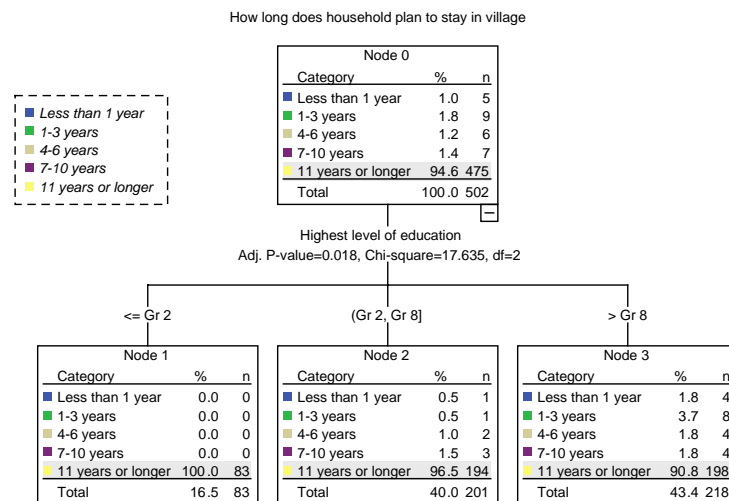 How long does household plan to stay in village
Node 0
Category % n
Less than 1 year 1.0 5
1-3 years 1.8 9
4-6 years 1.2 6
7-10 years 1.4 7
11 years or longer 94.6 475
Total 100.0 502
Less than 1 year
1-3 years
4-6 years
7-10 years
11 years or longer
Highest level of education
Adj. P-value=0.018, Chi-square=17.635, df=2
<= Gr 2
(Gr 2, Gr 8]
> Gr 8
Node 1
Category % n
Less than 1 year 0.0 0
1-3 years 0.0 0
4-6 years 0.0 0
7-10 years 0.0 0
11 years or longer 100.0 83
Total 16.5 83
Node 2
Category % n
Less than 1 year 0.5 1
1-3 years 0.5 1
4-6 years 1.0 2
7-10 years 1.5 3
11 years or longer 96.5 194
Total 40.0 201
Node 3
Category % n
Less than 1 year 1.8 4
1-3 years 3.7 8
4-6 years 1.8 4
7-10 years 1.8 4
11 years or longer 90.8 198
Total 43.4 218